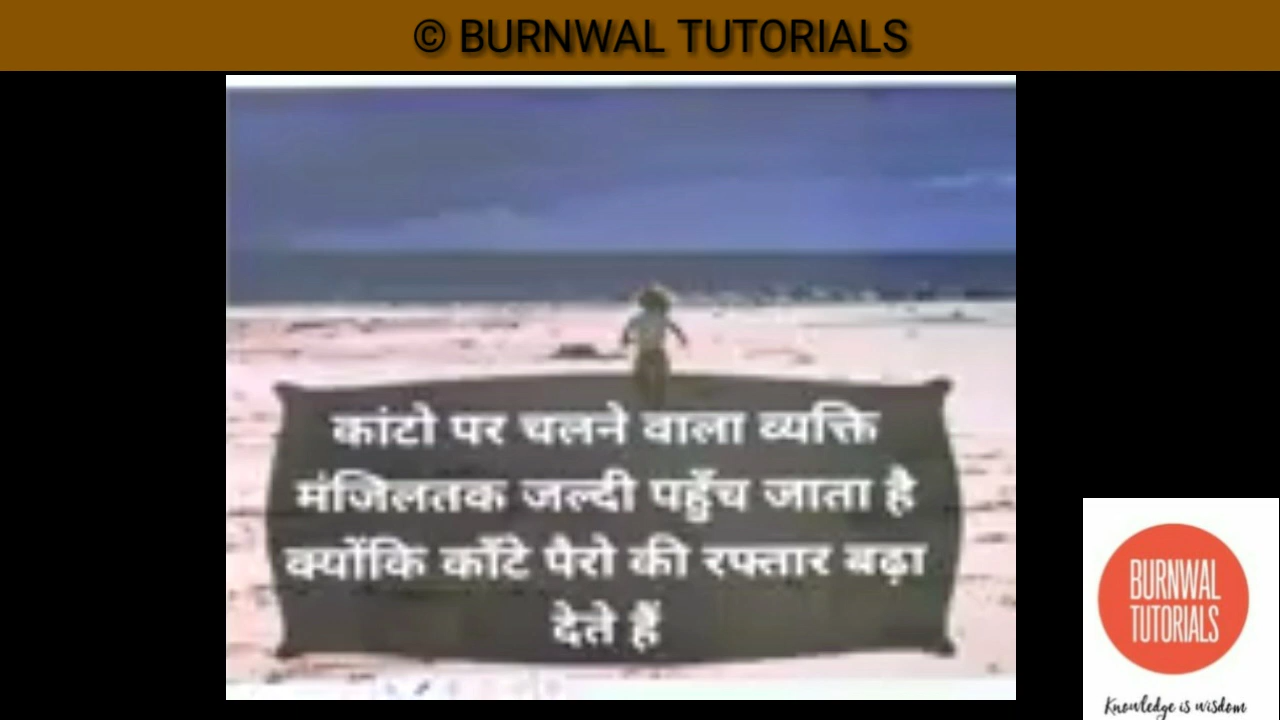 © BURNWAL TUTORIALS
कांटो पर चलने वाला व्यक्ति
मंजिलतक जल्दी पहुँच जाता है
क्योंकि काँटे पैरो की रफ्तार बढ़ा
देते हैं
BURNWAL
TUTORIALS
Knowledge is wisdom